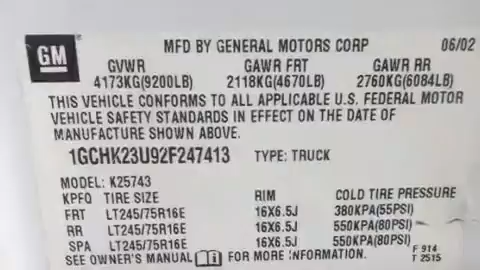 GM
MFD BY GENERAL MOTORS CORP 06/02
GVWR GAWR FRT GAWR RR
4173KG(9200LB) 2118KG(4670LB) 2760KG(6084LB)
THIS VEHICLE CONFORMS TO ALL APPLICABLE U.S. FEDERAL MOTOR
VEHICLE SAFETY STANDARDS IN EFFECT ON THE DATE OF
MANUFACTURE SHOWN ABOVE.
1GCHK23U92F247413 TYPE: TRUCK
MODEL: K25743
KPFO TIRE SIZE RIM COLD TIRE PRESSURE
FRT LT245/75R16E 16X6.5J 380KPA(55PSI)
RR LT245/75R16E 16X6.5J 550KPA(80PSI)
SPA LT245/75R16E 16X6.5J 550KPA(80PSI)
SEE OWNER'S MANUAL FOR MORE INFORMATION. F 914
T 2515